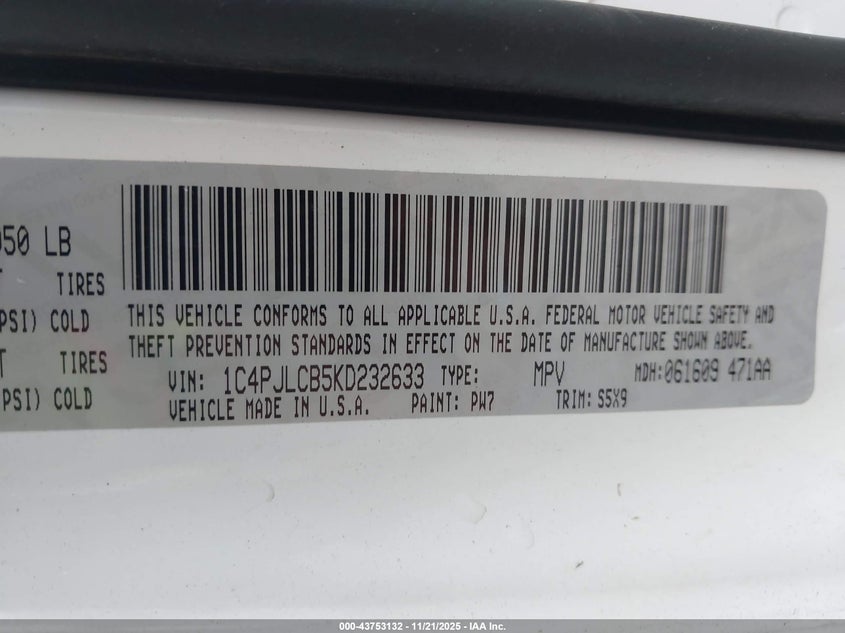 50 LB
TIRES
PSI) COLD
TIRES
PSI) COLD
THIS VEHICLE CONFORMS TO ALL APPLICABLE U.S.A. FEDERAL MOTOR VEHICLE SAFETY AND
THEFT PREVENTION STANDARDS IN EFFECT ON THE DATE OF MANUFACTURE SHOWN ABOVE.
VIN: 1C4PJLCB5KD232633 TYPE: MPV MDH:061609 471AA
VEHICLE MADE IN U.S.A. PAINT: PW7 TRIM: S5X9
000-43753132 - 11/21/2025 - IAA Inc.